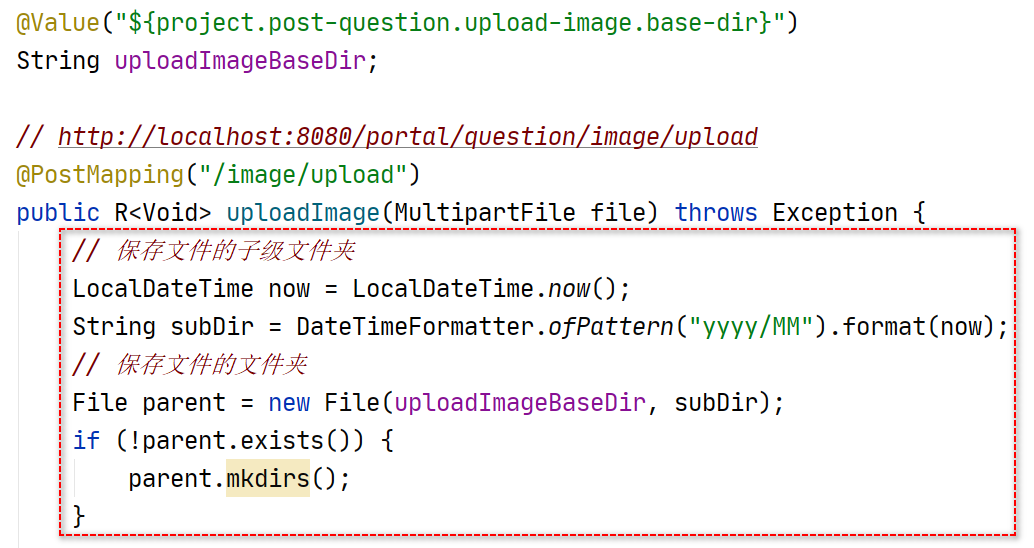 @Value("${project.post-question.upload-image.base-dir}")
String uploadImageBaseDir;
// http://localhost:8080/portal/question/image/upload
@PostMapping("/image/upload")
public R<Void> uploadImage(MultipartFile file) throws Exception {
// 保存文件的子级文件夹
LocalDateTime now = LocalDateTime.now();
String subDir = DateTimeFormatter.ofPattern("yyyy/MM").format(now);
// 保存文件的文件夹
File parent = new File(uploadImageBaseDir, subDir);
if (!parent.exists()) {
parent.mkdirs();
}